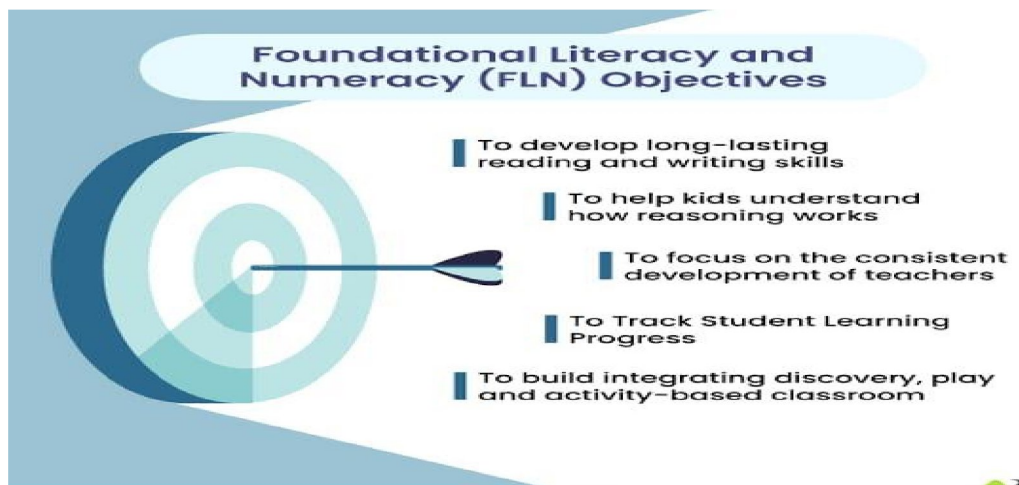 Foundational Literacy and
Numeracy (FLN) Objectives
To develop long-lasting
reading and writing skills
To help kids understand
how reasoning works
To focus on the consistent
development of teachers
To Track Student Learning
Progress
To build integrating discovery, play
and activity-based classroom